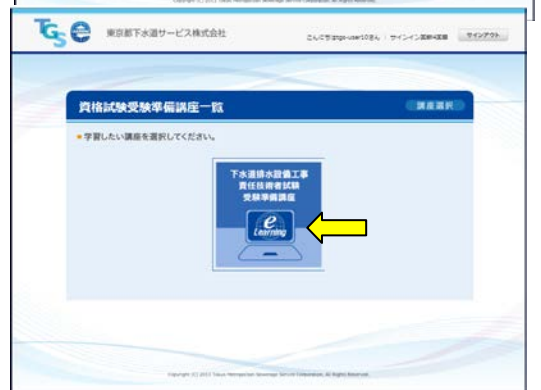 TGS
東京都下水道サービス株式会社
サインアウト
資格試験受験準備講座一覧
講座選択
学習したい講座を選択してください。
下水道排水設備工事
責任技術者試験
受験準備講座
e
Learning